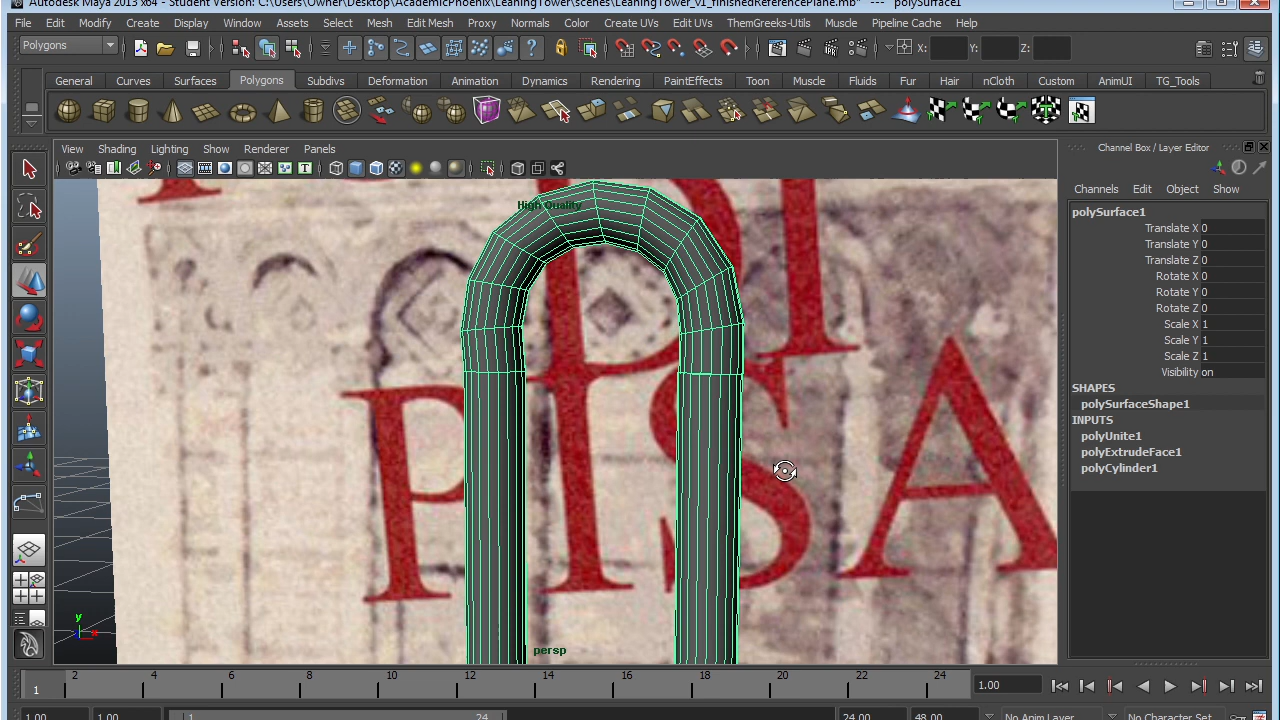 Autodesk Maya 2013 x64 - Student Version: C:\Users\Owner\Desktop\AcademicPhoenix\LeaningTower\scenes\LeaningTower_v1_finishedReferencePlane.mb*  ---  polySurface1
File Edit Modify Create Display Window Assets Select Mesh Edit Mesh Proxy Normals Color Create UVs Edit UVs ThemGreeks-Utilz Muscle Pipeline Cache Help
Polygons X: Y: Z:
General Curves Surfaces Polygons Subdivs Deformation Animation Dynamics Rendering PaintEffects Toon Muscle Fluids Fur Hair nCloth Custom AnimUI TG_Tools
View Shading Lighting Show Renderer Panels
Channel Box / Layer Editor
Channels Edit Object Show
polySurface1
Translate X 0
Translate Y 0
Translate Z 0
Rotate X 0
Rotate Y 0
Rotate Z 0
Scale X 1
Scale Y 1
Scale Z 1
Visibility on
SHAPES
polySurfaceShape1
INPUTS
polyUnite1
polyExtrudeFace1
polyCylinder1
High Quality
PISA
y
x
persp
1 2 4 6 8 10 12 14 16 18 20 22 24 1.00
1.00 1.00 1 24 24.00 48.00 No Anim Layer No Character Set